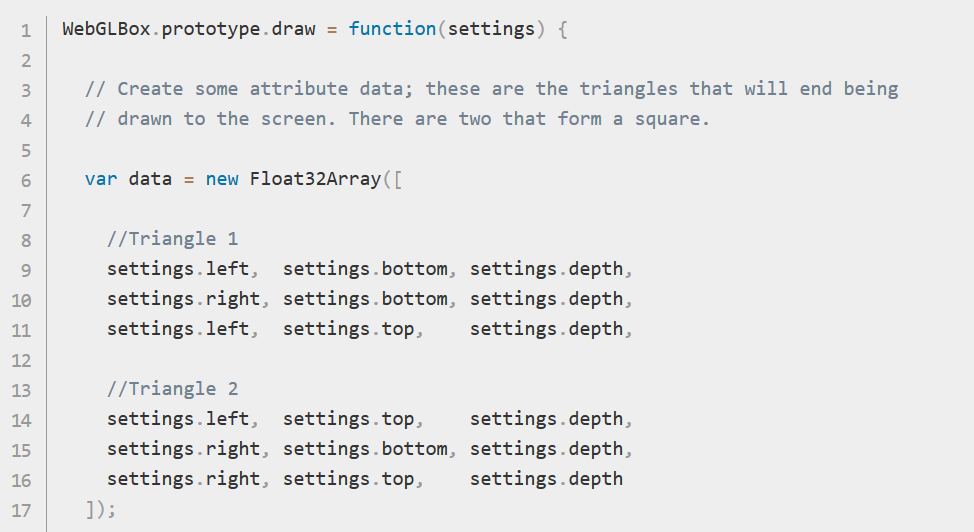 1 WebGLBox.prototype.draw = function(settings) {
2
3 // Create some attribute data; these are the triangles that will end being
4 // drawn to the screen. There are two that form a square.
5
6 var data = new Float32Array([
7
8 //Triangle 1
9 settings.left, settings.bottom, settings.depth,
10 settings.right, settings.bottom, settings.depth,
11 settings.left, settings.top, settings.depth,
12
13 //Triangle 2
14 settings.left, settings.top, settings.depth,
15 settings.right, settings.bottom, settings.depth,
16 settings.right, settings.top, settings.depth
17 ]);